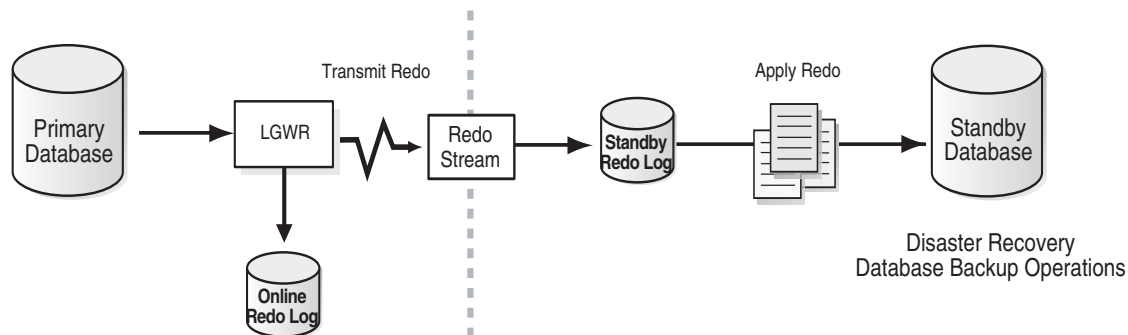 Transmit Redo
Apply Redo
Primary
Database
LGWR
Redo
Stream
Standby
Redo Log
Standby
Database
Online
Redo Log
Disaster Recovery
Database Backup Operations